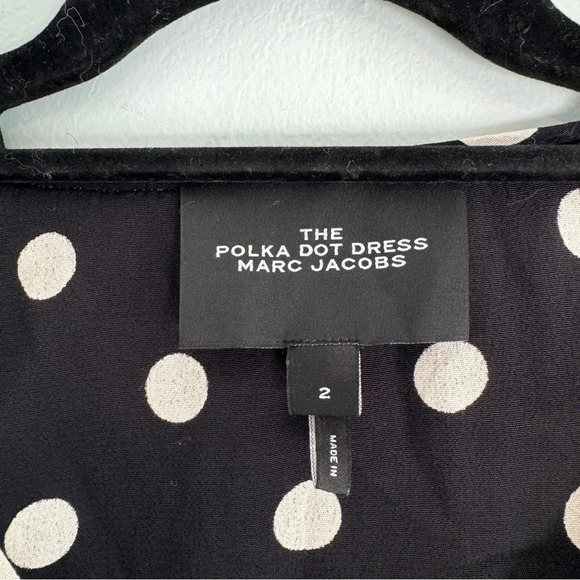 THE
POLKA DOT DRESS
MARC JACOBS
2
MADE IN